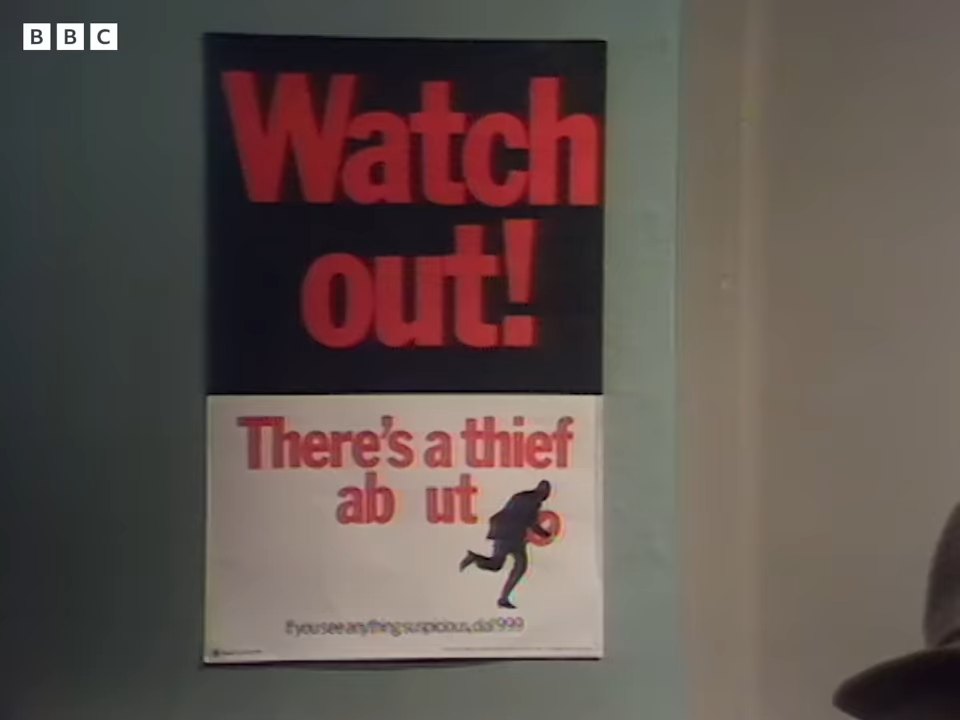 BBC
Watch
out!
There's a thief
ab ut
o
If you see anything suspicious, dial 999